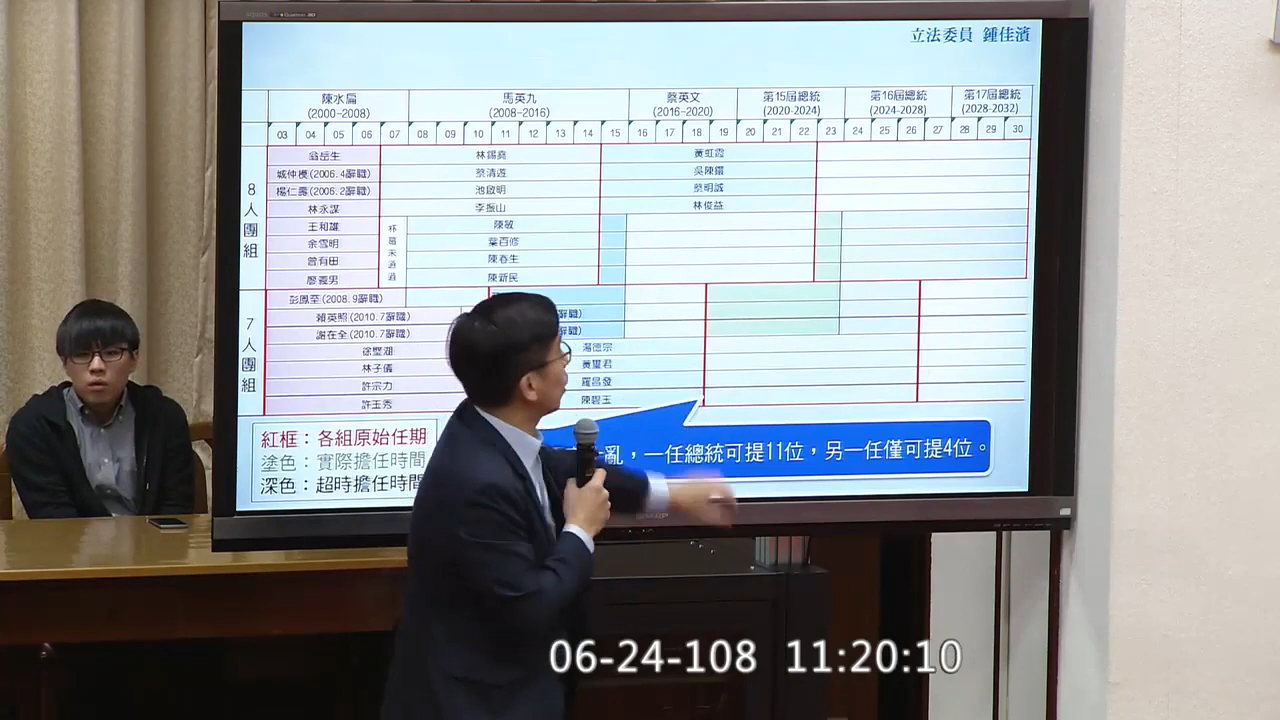 立法委員 鍾佳濱
陳水扁 馬英九 蔡英文 第15屆總統 第16屆總統 第17屆總統
(2000-2008) (2008-2016) (2016-2020) (2020-2024) (2024-2028) (2028-2032)
03 04 05 06 07 08 09 10 11 12 13 14 15 16 17 18 19 20 21 22 23 24 25 26 27 28 29 30
8人團組
翁岳生 林錫堯 黃虹霞
城仲模(2006.4辭職) 蔡清遊 吳陳鐶
楊仁壽(2006.2辭職) 池啟明 蔡明誠
林永謀 李振山 林俊益
王和雄 陳敏
余雪明 葉百修
曾有田 陳春生
廖義男 陳新民
7人團組
彭鳳至(2008.9辭職)
賴英照(2010.7辭職) 辭職)
謝在全(2010.7辭職) 辭職)
徐璧湖 湯德宗
林子儀 黃璽君
許宗力 羅昌發
許玉秀 陳碧玉
亂，一任總統可提11位，另一任僅可提4位。
紅框：各組原始任期
塗色：實際擔任時間
深色：超時擔任時間
SHARP
06-24-108 11:20:10